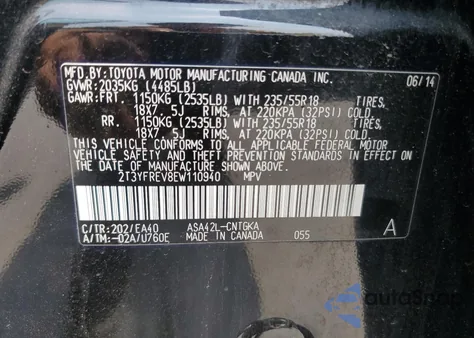 MFD.BY:TOYOTA MOTOR MANUFACTURING CANADA INC. 06/14
GVWR:2035KG (4485LB)
GAWR:FRT. 1150KG (2535LB) WITH 235/55R18 TIRES,
18X7.5J RIMS, AT 220KPA (32PSI) COLD.
RR. 1150KG (2535LB) WITH 235/55R18 TIRES,
18X7.5J RIMS, AT 220KPA (32PSI) COLD.
THIS VEHICLE CONFORMS TO ALL APPLICABLE FEDERAL MOTOR
VEHICLE SAFETY STANDARDS IN EFFECT ON
THE DATE OF MANUFACTURE SHOWN ABOVE.
2T3YFREV8EW110940 MPV
C/TR:202/EA40 ASA42L-CNTGKA
A/TM:-02A/U760E MADE IN CANADA 055 A
autoSnap